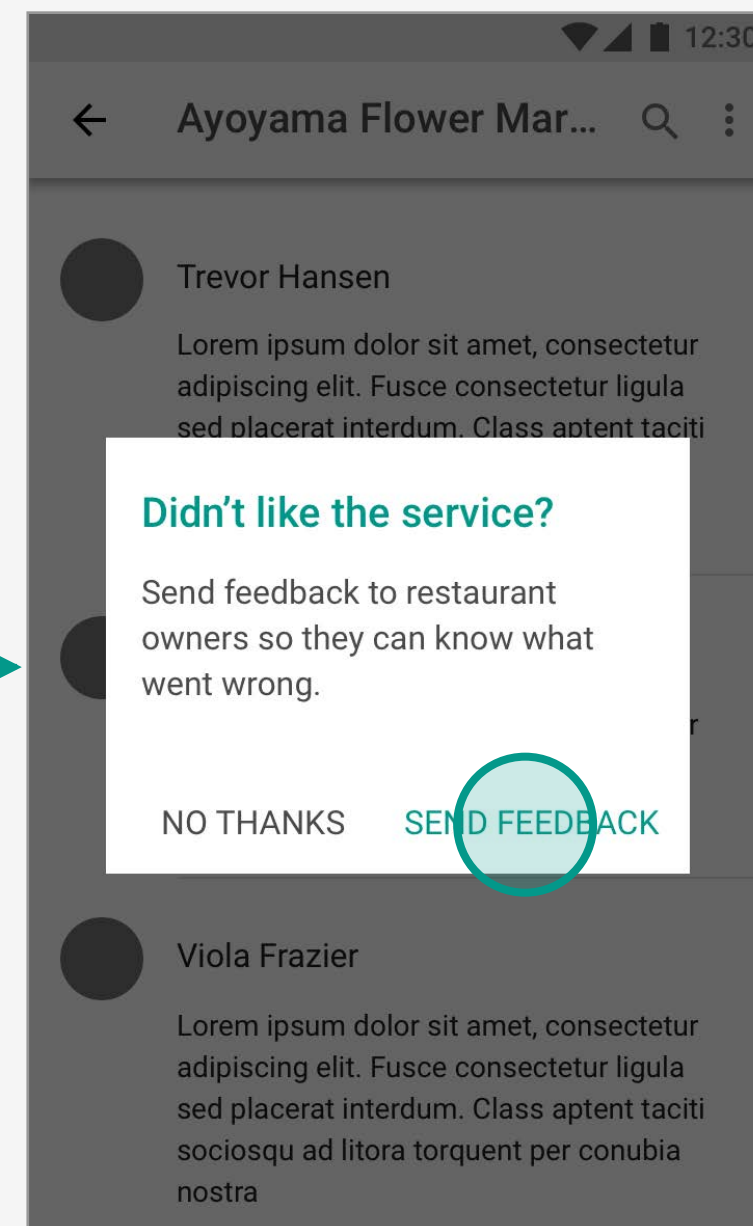 12:30
Ayoyama Flower Mar...
Trevor Hansen
Lorem ipsum dolor sit amet, consectetur
adipiscing elit. Fusce consectetur ligula
sed placerat interdum. Class aptent taciti
Didn't like the service?
Send feedback to restaurant
owners so they can know what
went wrong.
r
NO THANKS SEND FEEDBACK
Viola Frazier
Lorem ipsum dolor sit amet, consectetur
adipiscing elit. Fusce consectetur ligula
sed placerat interdum. Class aptent taciti
sociosqu ad litora torquent per conubia
nostra